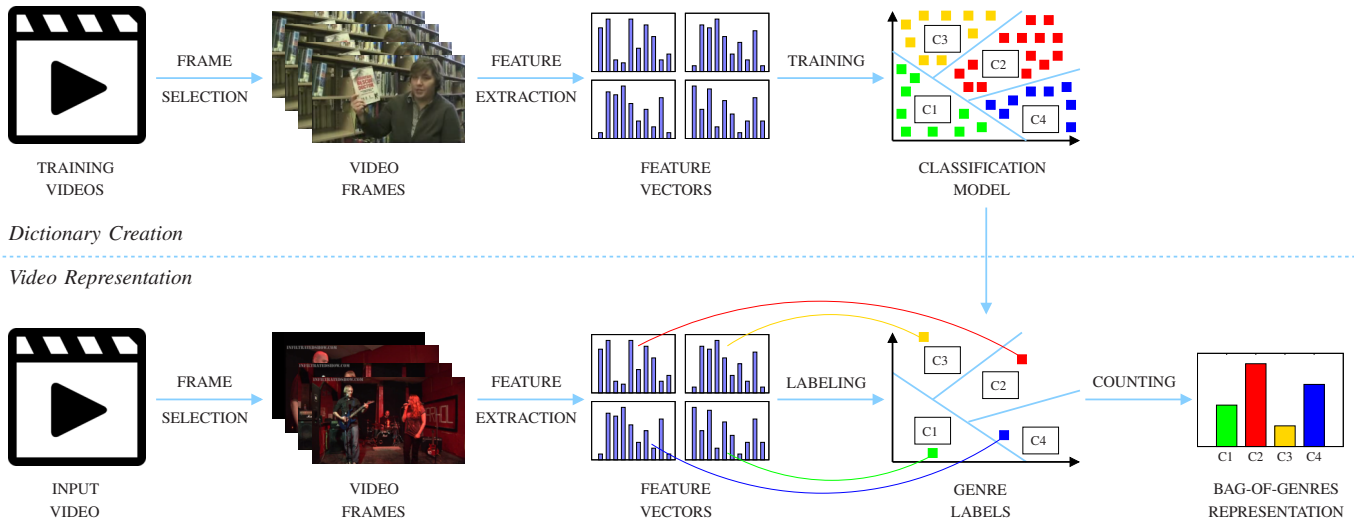 FRAME
SELECTION
FEATURE
EXTRACTION
TRAINING
C3
C2
C1
C4
TRAINING
VIDEOS
VIDEO
FRAMES
FEATURE
VECTORS
CLASSIFICATION
MODEL
Dictionary Creation
Video Representation
FRAME
SELECTION
FEATURE
EXTRACTION
LABELING
C3
C2
C1
C4
COUNTING
C1 C2 C3 C4
INPUT
VIDEO
VIDEO
FRAMES
FEATURE
VECTORS
GENRE
LABELS
BAG-OF-GENRES
REPRESENTATION